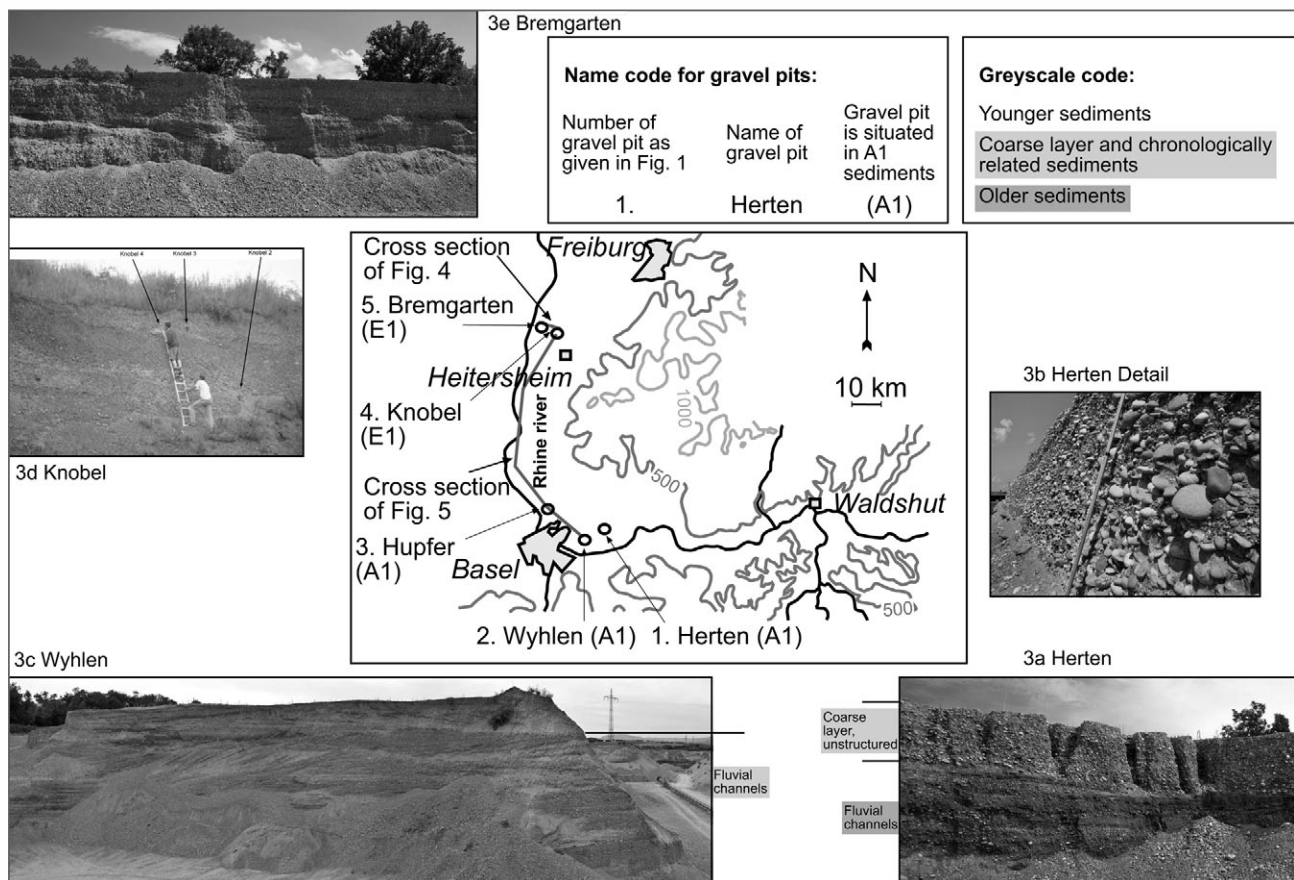 3e Bremgarten
Name code for gravel pits:
Number of
gravel pit as
given in Fig. 1
Name of
gravel pit
Gravel pit
is situated
in A1
sediments
1.
Herten
(A1)
Greyscale code:
Younger sediments
Coarse layer and chronologically
related sediments
Older sediments
Knobel 4
Knobel 3
Knobel 2
3d Knobel
Cross section
of Fig. 4
Freiburg
N
5. Bremgarten
(E1)
Heitersheim
10 km
4. Knobel
(E1)
Rhine river
1000
500
Cross section
of Fig. 5
Waldshut
3. Hupfer
(A1)
Basel
500
2. Wyhlen (A1)
1. Herten (A1)
3b Herten Detail
3c Wyhlen
Fluvial
channels
3a Herten
Coarse
layer,
unstructured
Fluvial
channels